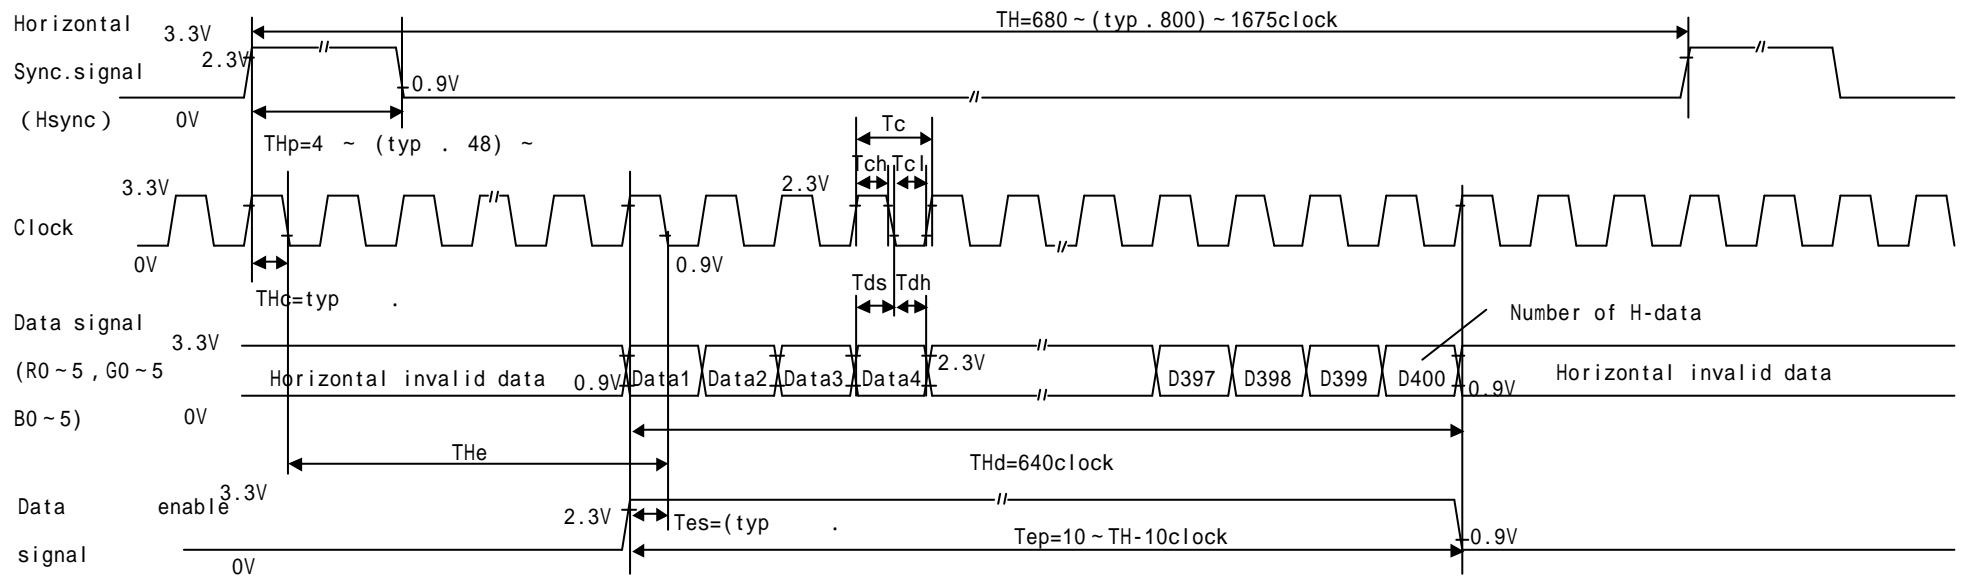 Horizontal
3.3V
TH=680~(typ.800)~1675clock
Sync.signal
2.3V
0.9V
(Hsync)
0V
THp=4 ~ (typ . 48) ~
Tc
Tch
Tcl
3.3V
2.3V
Clock
0V
0.9V
THc=typ .
Tds
Tdh
Number of H-data
Data signal
3.3V
2.3V
(R0~5,G0~5
Horizontal invalid data
0.9V
Data1
Data2
Data3
Data4
D397
D398
D399
D400
0.9V
Horizontal invalid data
B0~5)
0V
THe
THd=640clock
Data enable
3.3V
2.3V
Tes=(typ .
Tep=10~TH-10clock
0.9V
signal
0V